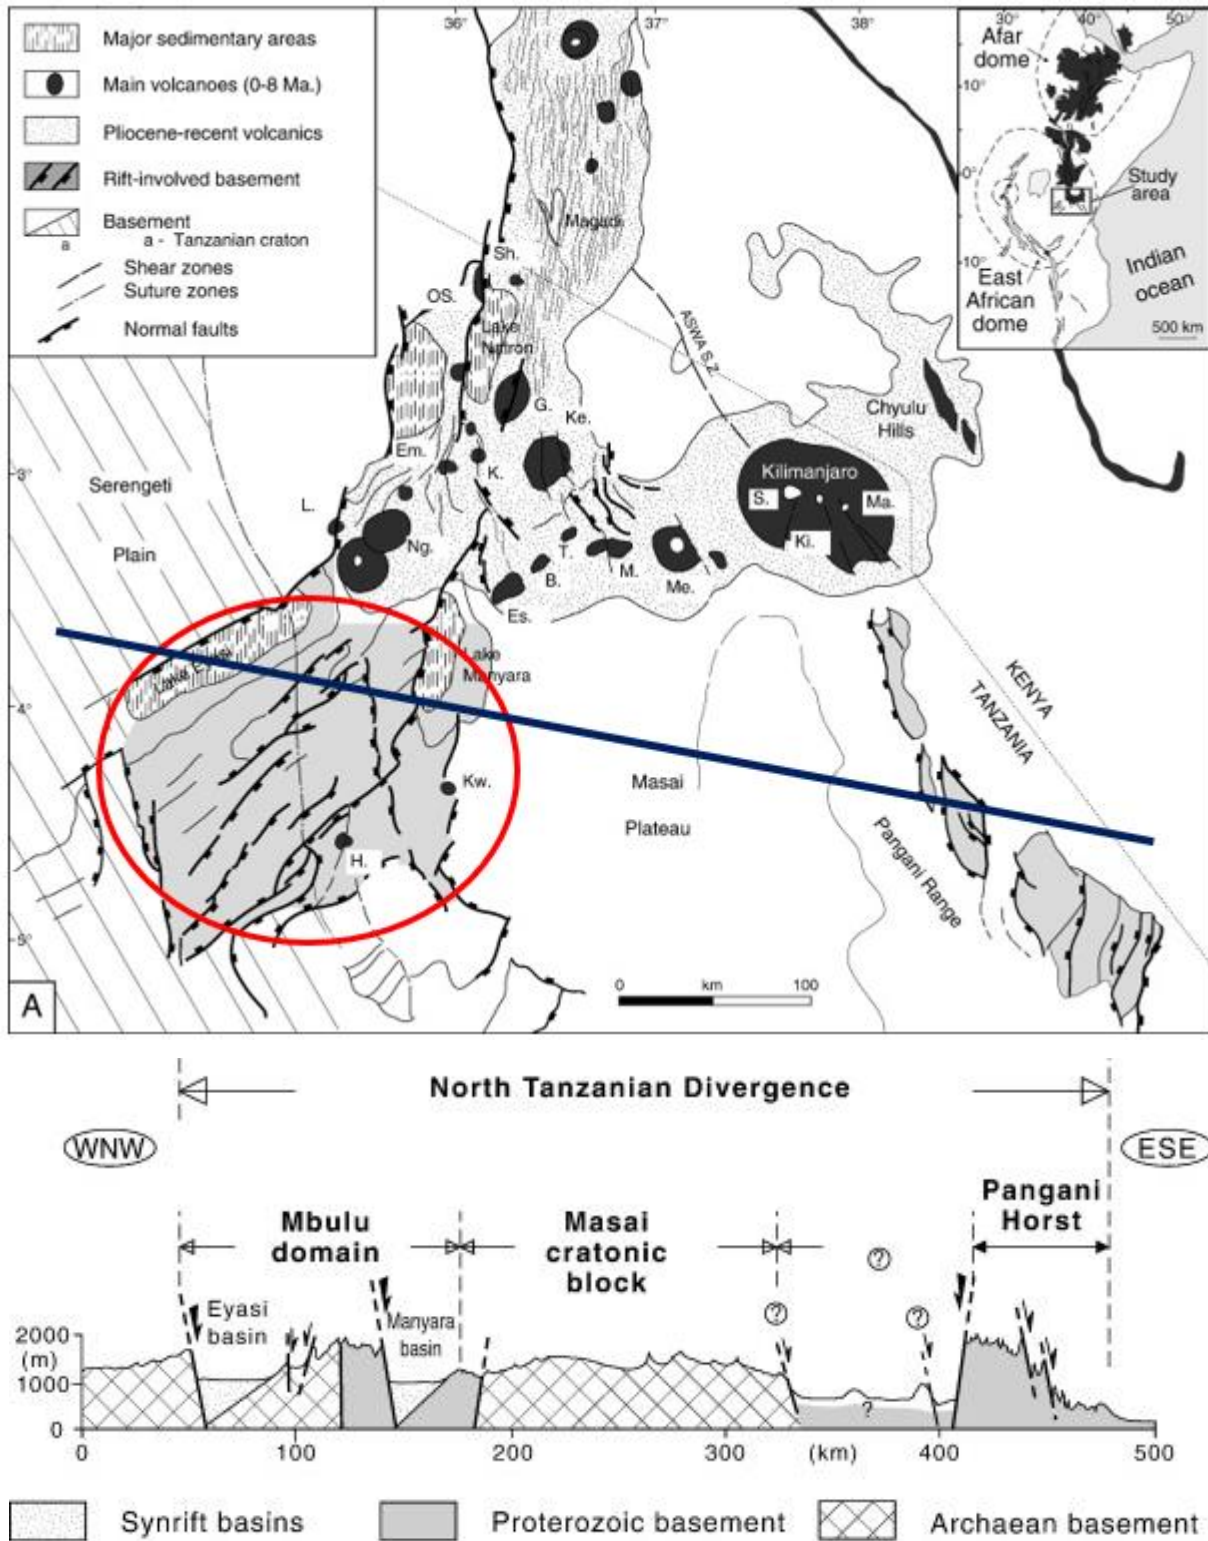 Major sedimentary areas
Main volcanoes (0-8 Ma.)
Pliocene-recent volcanics
Rift-involved basement
Basement
a
a - Tanzanian craton
Shear zones
Suture zones
Normal faults
36°
37°
38°
30°
40°
50°
Afar
dome
10°
0°
Study
area
10°
East
African
dome
Indian
ocean
500 km
Magadi
Sh.
OS.
Lake
Natron
ASWA S.Z.
G.
Ke.
Chyulu
Hills
Em.
K.
3°
Kilimanjaro
Serengeti
S.
Ma.
L.
Ki.
Plain
Ng.
T.
B.
M.
Me.
Es.
Lake
Manyara
KENYA
TANZANIA
4°
Masai
Kw.
Plateau
H.
Pangani Range
5°
0
km
100
A
North Tanzanian Divergence
WNW
ESE
Pangani
Horst
Mbulu
domain
Masai
cratonic
block
?
?
?
Eyasi
basin
Manyara
basin
2000
(m)
1000
0
?
0
100
200
300
(km)
400
500
Synrift basins
Proterozoic basement
Archaean basement